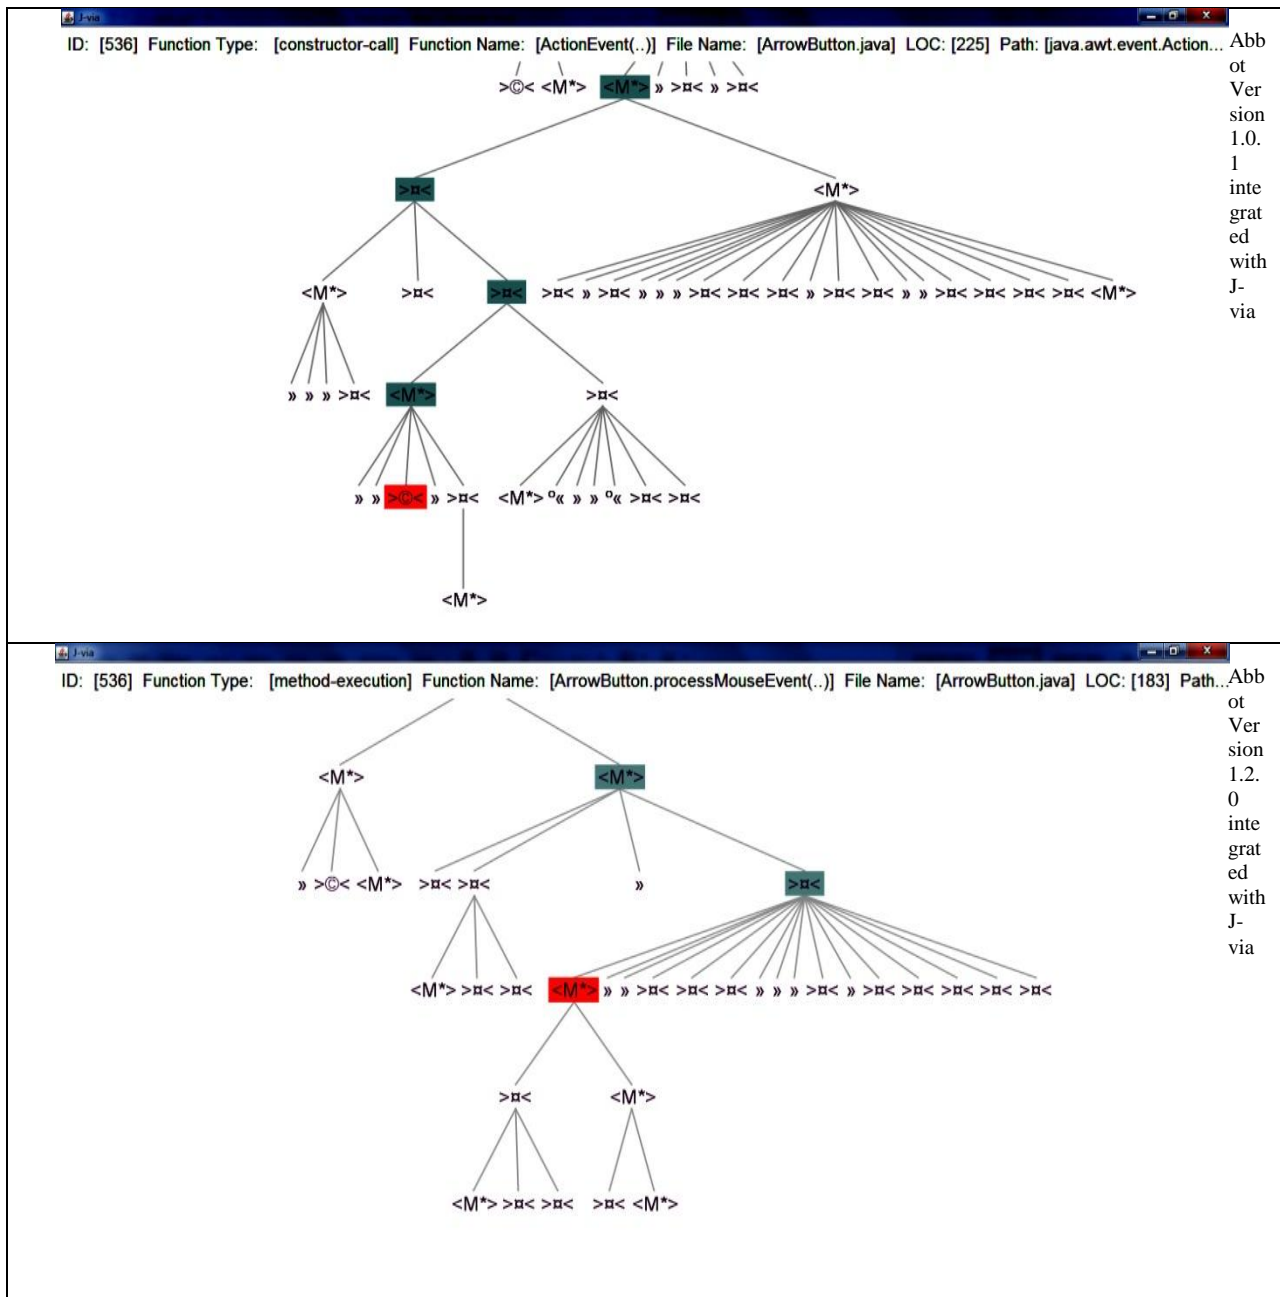 J-via
ID: [536] Function Type: [constructor-call] Function Name: [ActionEvent(..)] File Name: [ArrowButton.java] LOC: [225] Path: [java.awt.event.Action...
>©< <M*> <M*> » >¤< » >¤<
>¤< <M*>
<M*> >¤< >¤< >¤< » >¤< » » » >¤< >¤< >¤< » >¤< >¤< » » >¤< >¤< >¤< >¤< <M*>
» » » >¤< <M*> >¤<
» » >©< » >¤< <M*> º« » » º« >¤< >¤<
<M*>
Abb
ot
Ver
sion
1.0.
1
inte
grat
ed
with
J-
via
J-via
ID: [536] Function Type: [method-execution] Function Name: [ArrowButton.processMouseEvent(..)] File Name: [ArrowButton.java] LOC: [183] Path...
<M*> <M*>
» >©< <M*> >¤< >¤< » >¤<
<M*> >¤< >¤< <M*> » » >¤< >¤< >¤< » » » >¤< » >¤< >¤< >¤< >¤< >¤<
>¤< <M*>
<M*> >¤< >¤< >¤< <M*>
Abb
ot
Ver
sion
1.2.
0
inte
grat
ed
with
J-
via